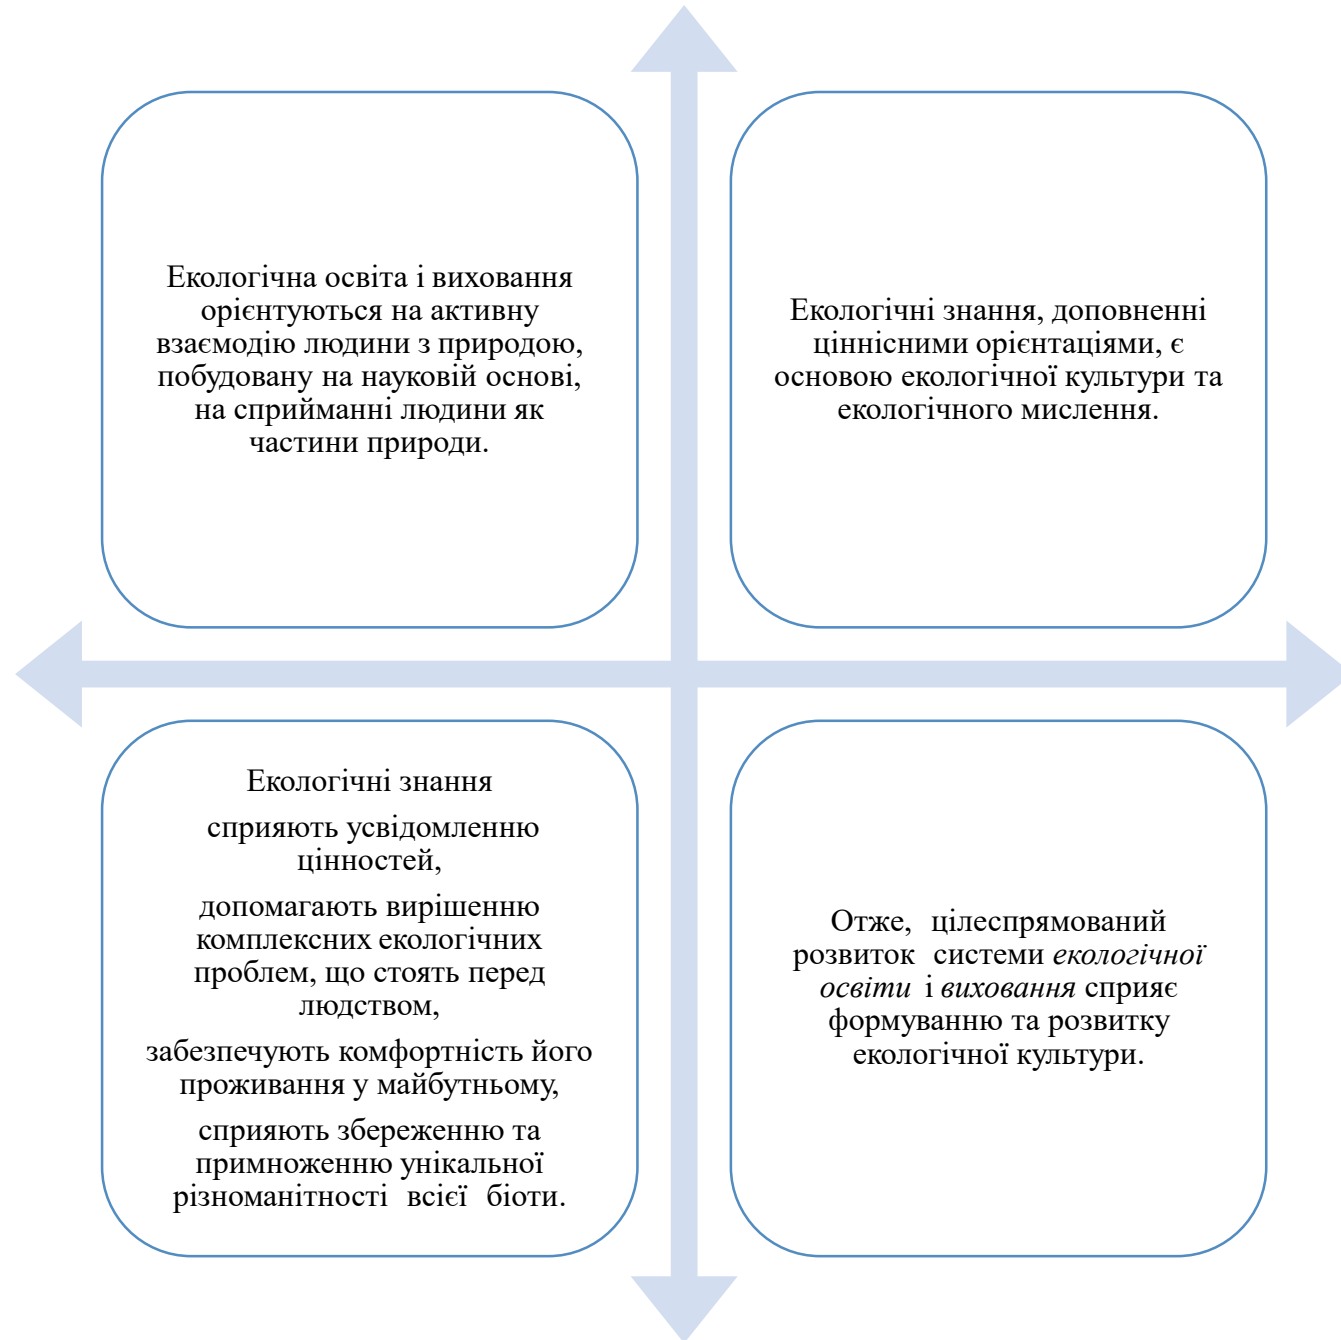 Екологічна освіта і виховання
орієнтуються на активну
взаємодію людини з природою,
побудовану на науковій основі,
на сприйманні людини як
частини природи.
Екологічні знання, доповненні
ціннісними орієнтаціями, є
основою екологічної культури та
екологічного мислення.
Екологічні знання
сприяють усвідомленню
цінностей,
допомагають вирішенню
комплексних екологічних
проблем, що стоять перед
людством,
забезпечують комфортність його
проживання у майбутньому,
сприяють збереженню та
примноженню унікальної
різноманітності всієї біоти.
Отже, цілеспрямований
розвиток системи екологічної
освіти і виховання сприяє
формуванню та розвитку
екологічної культури.